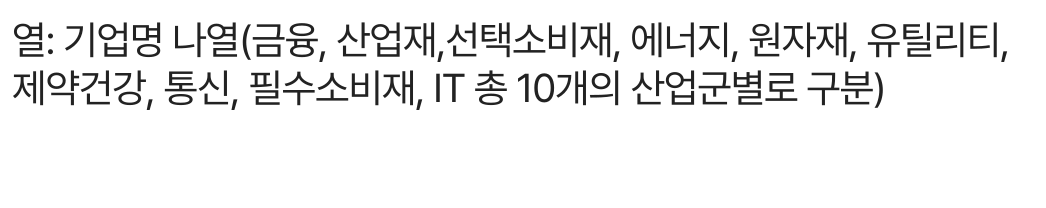 열: 기업명 나열(금융, 산업재,선택소비재, 에너지, 원자재, 유틸리티,
제약건강, 통신, 필수소비재, IT 총 10개의 산업군별로 구분)